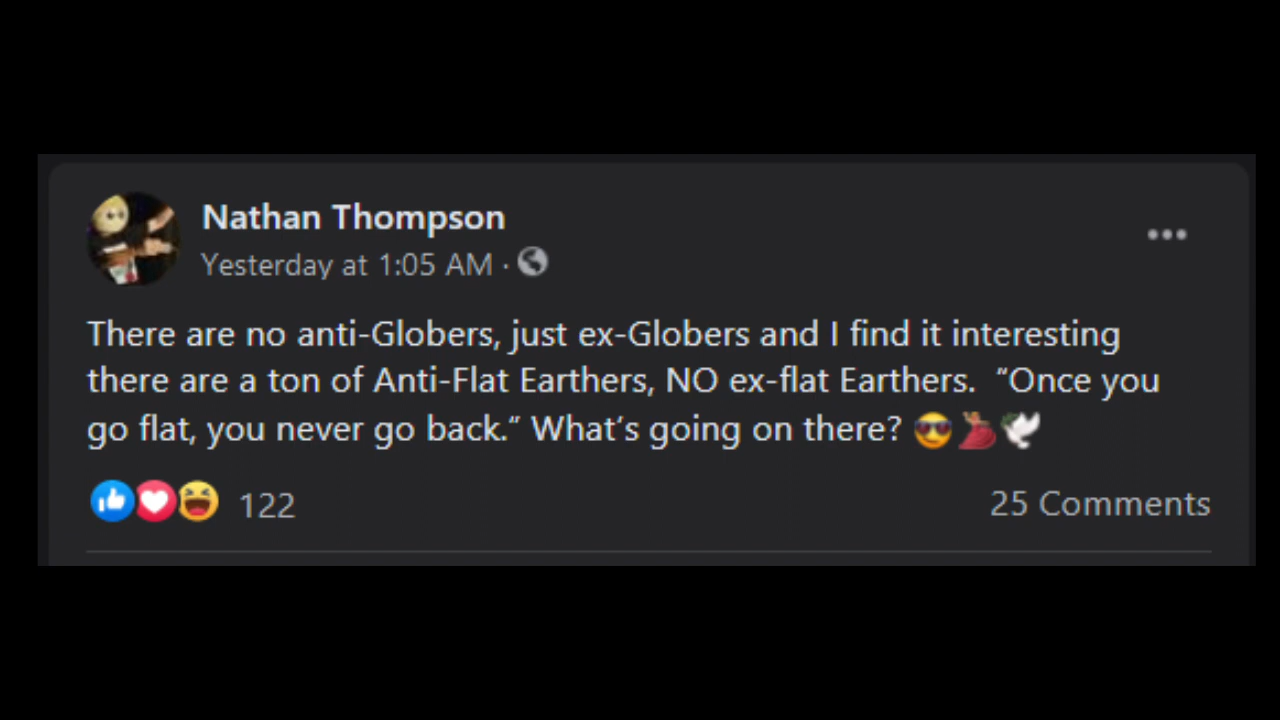 Nathan Thompson
Yesterday at 1:05 AM ·
There are no anti-Globers, just ex-Globers and I find it interesting
there are a ton of Anti-Flat Earthers, NO ex-flat Earthers.  “Once you
go flat, you never go back.” What’s going on there? 😎💃🏽🕊️
122
25 Comments